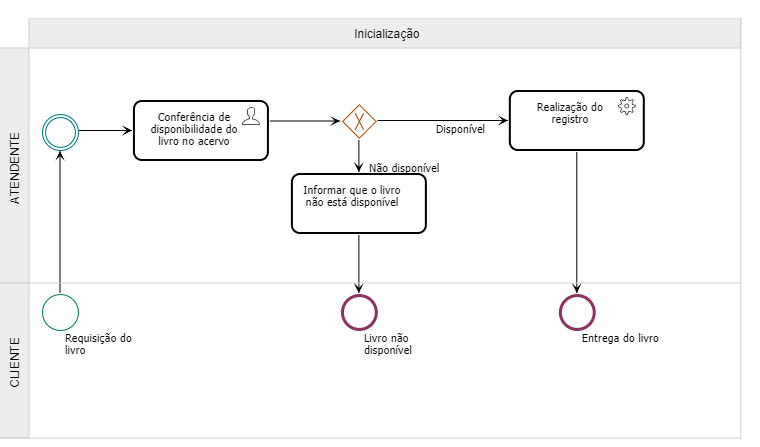 Inicialização
ATENDENTE
Conferência de
disponibilidade do
livro no acervo
X
Disponível
Realização do
registro
Não disponível
Informar que o livro
não está disponível
CLIENTE
Requisição do
livro
Livro não
disponível
Entrega do livro